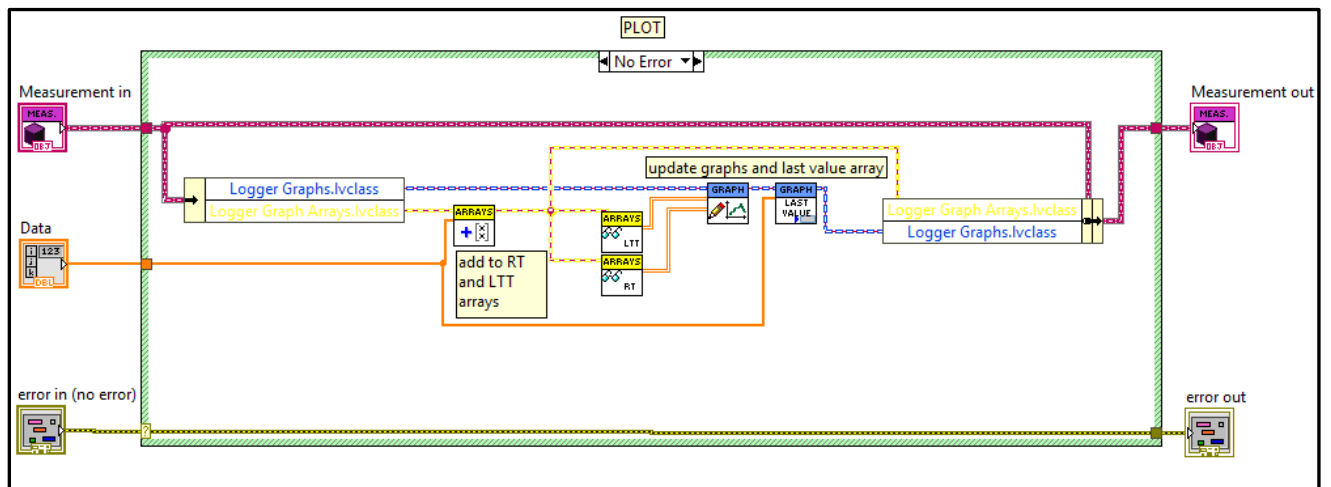 PLOT
No Error
Measurement in
MEAS.
OBJ
Measurement out
MEAS.
OBJ
update graphs and last value array
Logger Graphs.lvclass
Logger Graph Arrays.lvclass
ARRAYS
ARRAYS
LTT
ARRAYS
RT
GRAPH
GRAPH
LAST
VALUE
Logger Graph Arrays.lvclass
Logger Graphs.lvclass
Data
i
j
k
123
DBL
add to RT
and LTT
arrays
error in (no error)
?
error out